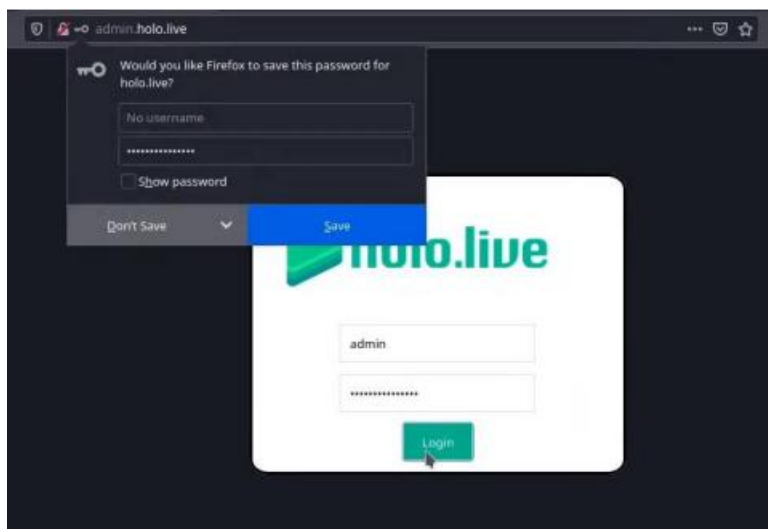 admin.holo.live
Would you like Firefox to save this password for
holo.live?
No username
•••••••••••••••
Show password
Don't Save
Save
holo.live
admin
•••••••••••••••
Login